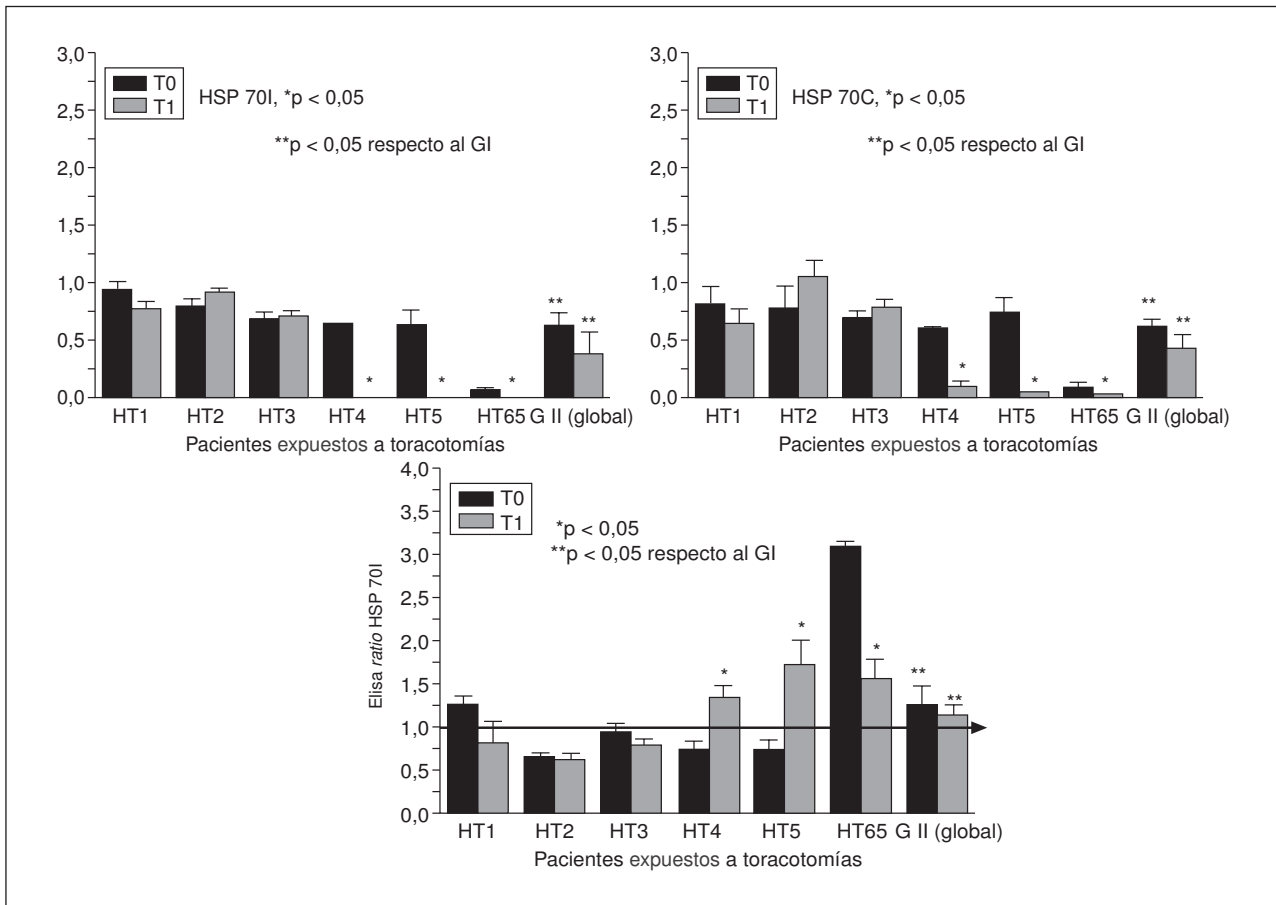 3,0
2,5
2,0
1,5
1,0
0,5
0,0
T0
T1
HSP 70I, *p < 0,05
**p < 0,05 respecto al GI
*
*
*
**
**
HT1 HT2 HT3 HT4 HT5 HT65 G II (global)
Pacientes expuestos a toracotomías
3,0
2,5
2,0
1,5
1,0
0,5
0,0
T0
T1
HSP 70C, *p < 0,05
**p < 0,05 respecto al GI
*
*
*
**
**
HT1 HT2 HT3 HT4 HT5 HT65 G II (global)
Pacientes expuestos a toracotomías
Elisa ratio HSP 70I
4,0
3,5
3,0
2,5
2,0
1,5
1,0
0,5
0,0
T0
T1
*p < 0,05
**p < 0,05 respecto al GI
*
*
*
**
**
HT1 HT2 HT3 HT4 HT5 HT65 G II (global)
Pacientes expuestos a toracotomías